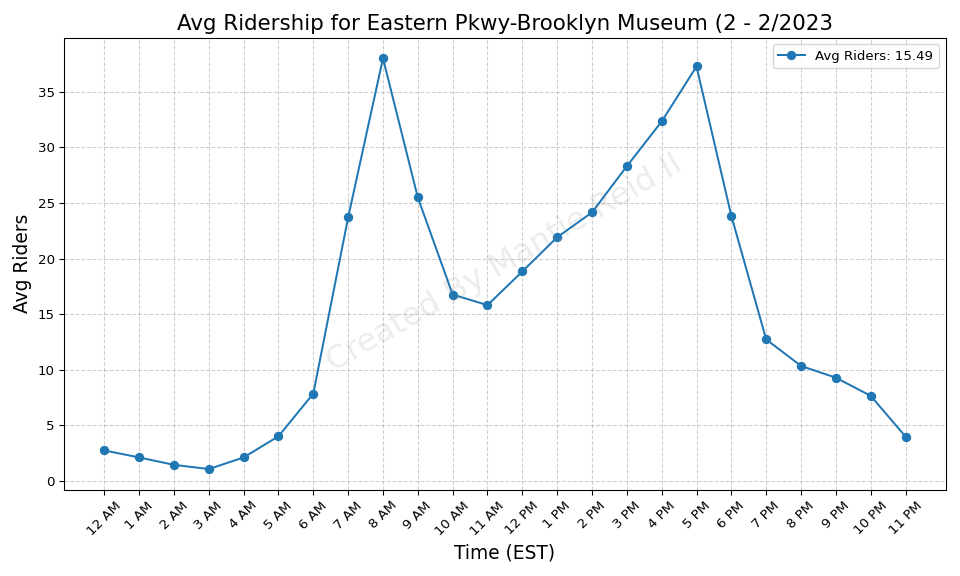 Avg Ridership for Eastern Pkwy-Brooklyn Museum (2 - 2/2023
Avg Riders: 15.49
Avg Riders
35
30
25
20
15
10
5
0
Created By Mantie Reid II
12 AM
1 AM
2 AM
3 AM
4 AM
5 AM
6 AM
7 AM
8 AM
9 AM
10 AM
11 AM
12 PM
1 PM
2 PM
3 PM
4 PM
5 PM
6 PM
7 PM
8 PM
9 PM
10 PM
11 PM
Time (EST)